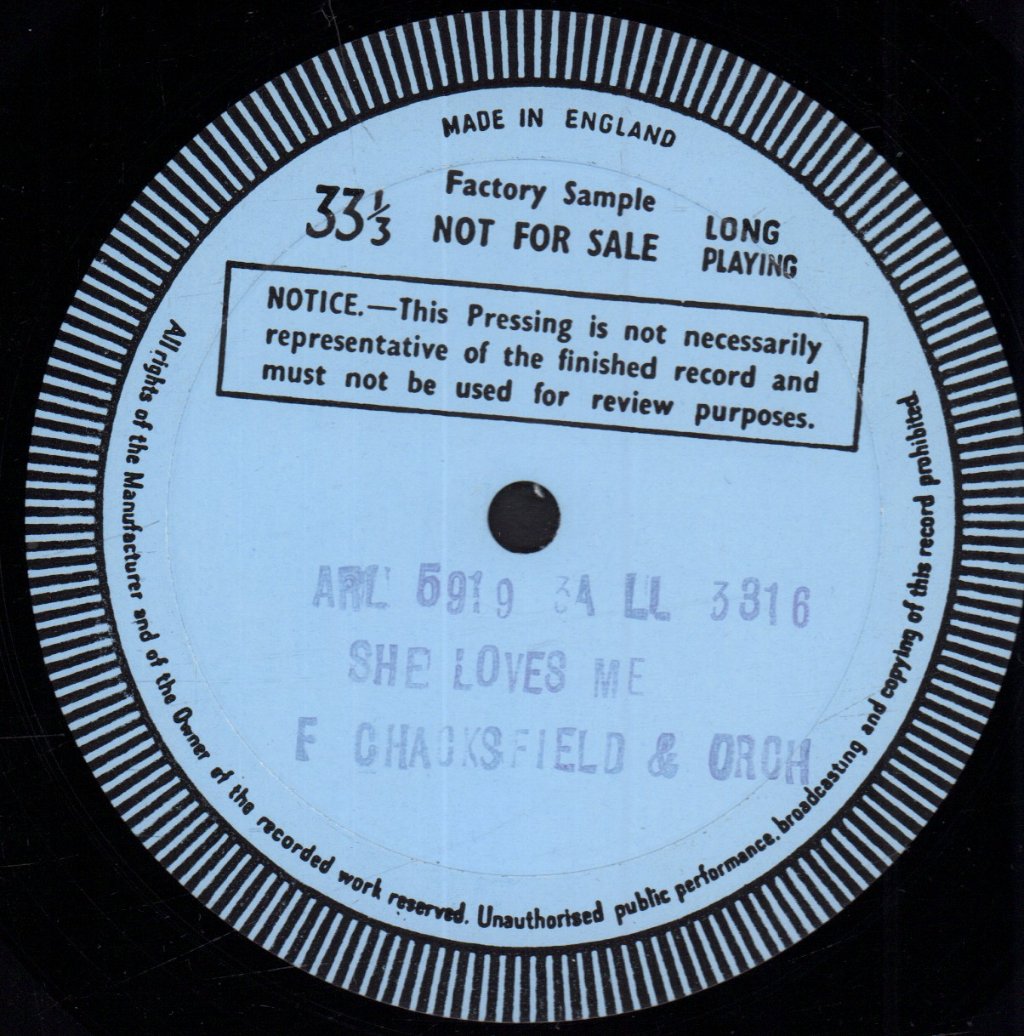 MADE IN ENGLAND
33⅓
Factory Sample
NOT FOR SALE
LONG
PLAYING
NOTICE.—This Pressing is not necessarily
representative of the finished record and
must not be used for review purposes.
ARL 5919 3A LL 3316
SHE LOVES ME
F CHACKSFIELD & ORCH
All rights of the Manufacturer and of the Owner of the recorded work reserved. Unauthorised public performance, broadcasting and copying of this record prohibited.